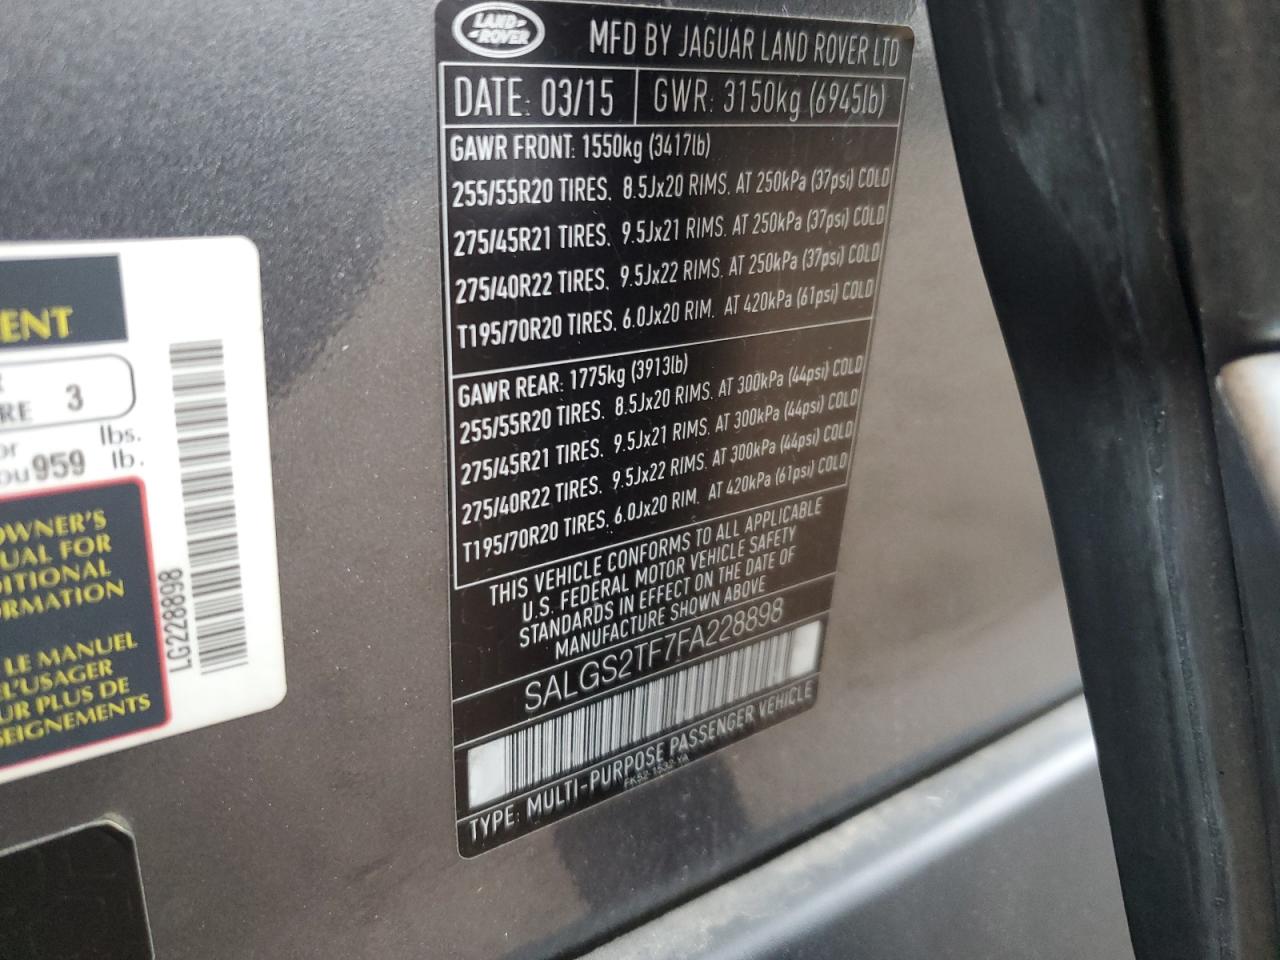 LAND
ROVER
MFD BY JAGUAR LAND ROVER LTD
DATE: 03/15
GWR: 3150kg (6945lb)
GAWR FRONT: 1550kg (3417lb)
255/55R20 TIRES. 8.5Jx20 RIMS. AT 250kPa (37psi) COLD
275/45R21 TIRES. 9.5Jx21 RIMS. AT 250kPa (37psi) COLD
275/40R22 TIRES. 9.5Jx22 RIMS. AT 250kPa (37psi) COLD
T195/70R20 TIRES. 6.0Jx20 RIM. AT 420kPa (61psi) COLD
GAWR REAR: 1775kg (3913lb)
255/55R20 TIRES. 8.5Jx20 RIMS. AT 300kPa (44psi) COLD
275/45R21 TIRES. 9.5Jx21 RIMS. AT 300kPa (44psi) COLD
275/40R22 TIRES. 9.5Jx22 RIMS. AT 300kPa (44psi) COLD
T195/70R20 TIRES. 6.0Jx20 RIM. AT 420kPa (61psi) COLD
THIS VEHICLE CONFORMS TO ALL APPLICABLE
U.S. FEDERAL MOTOR VEHICLE SAFETY
STANDARDS IN EFFECT ON THE DATE OF
MANUFACTURE SHOWN ABOVE
SALGS2TF7FA228898
TYPE: MULTI-PURPOSE PASSENGER VEHICLE
ENT
RE 3
or lbs.
ou 959 lb.
OWNER'S
UAL FOR
DITIONAL
ORMATION
LE MANUEL
L'USAGER
UR PLUS DE
SEIGNEMENTS
LG228898